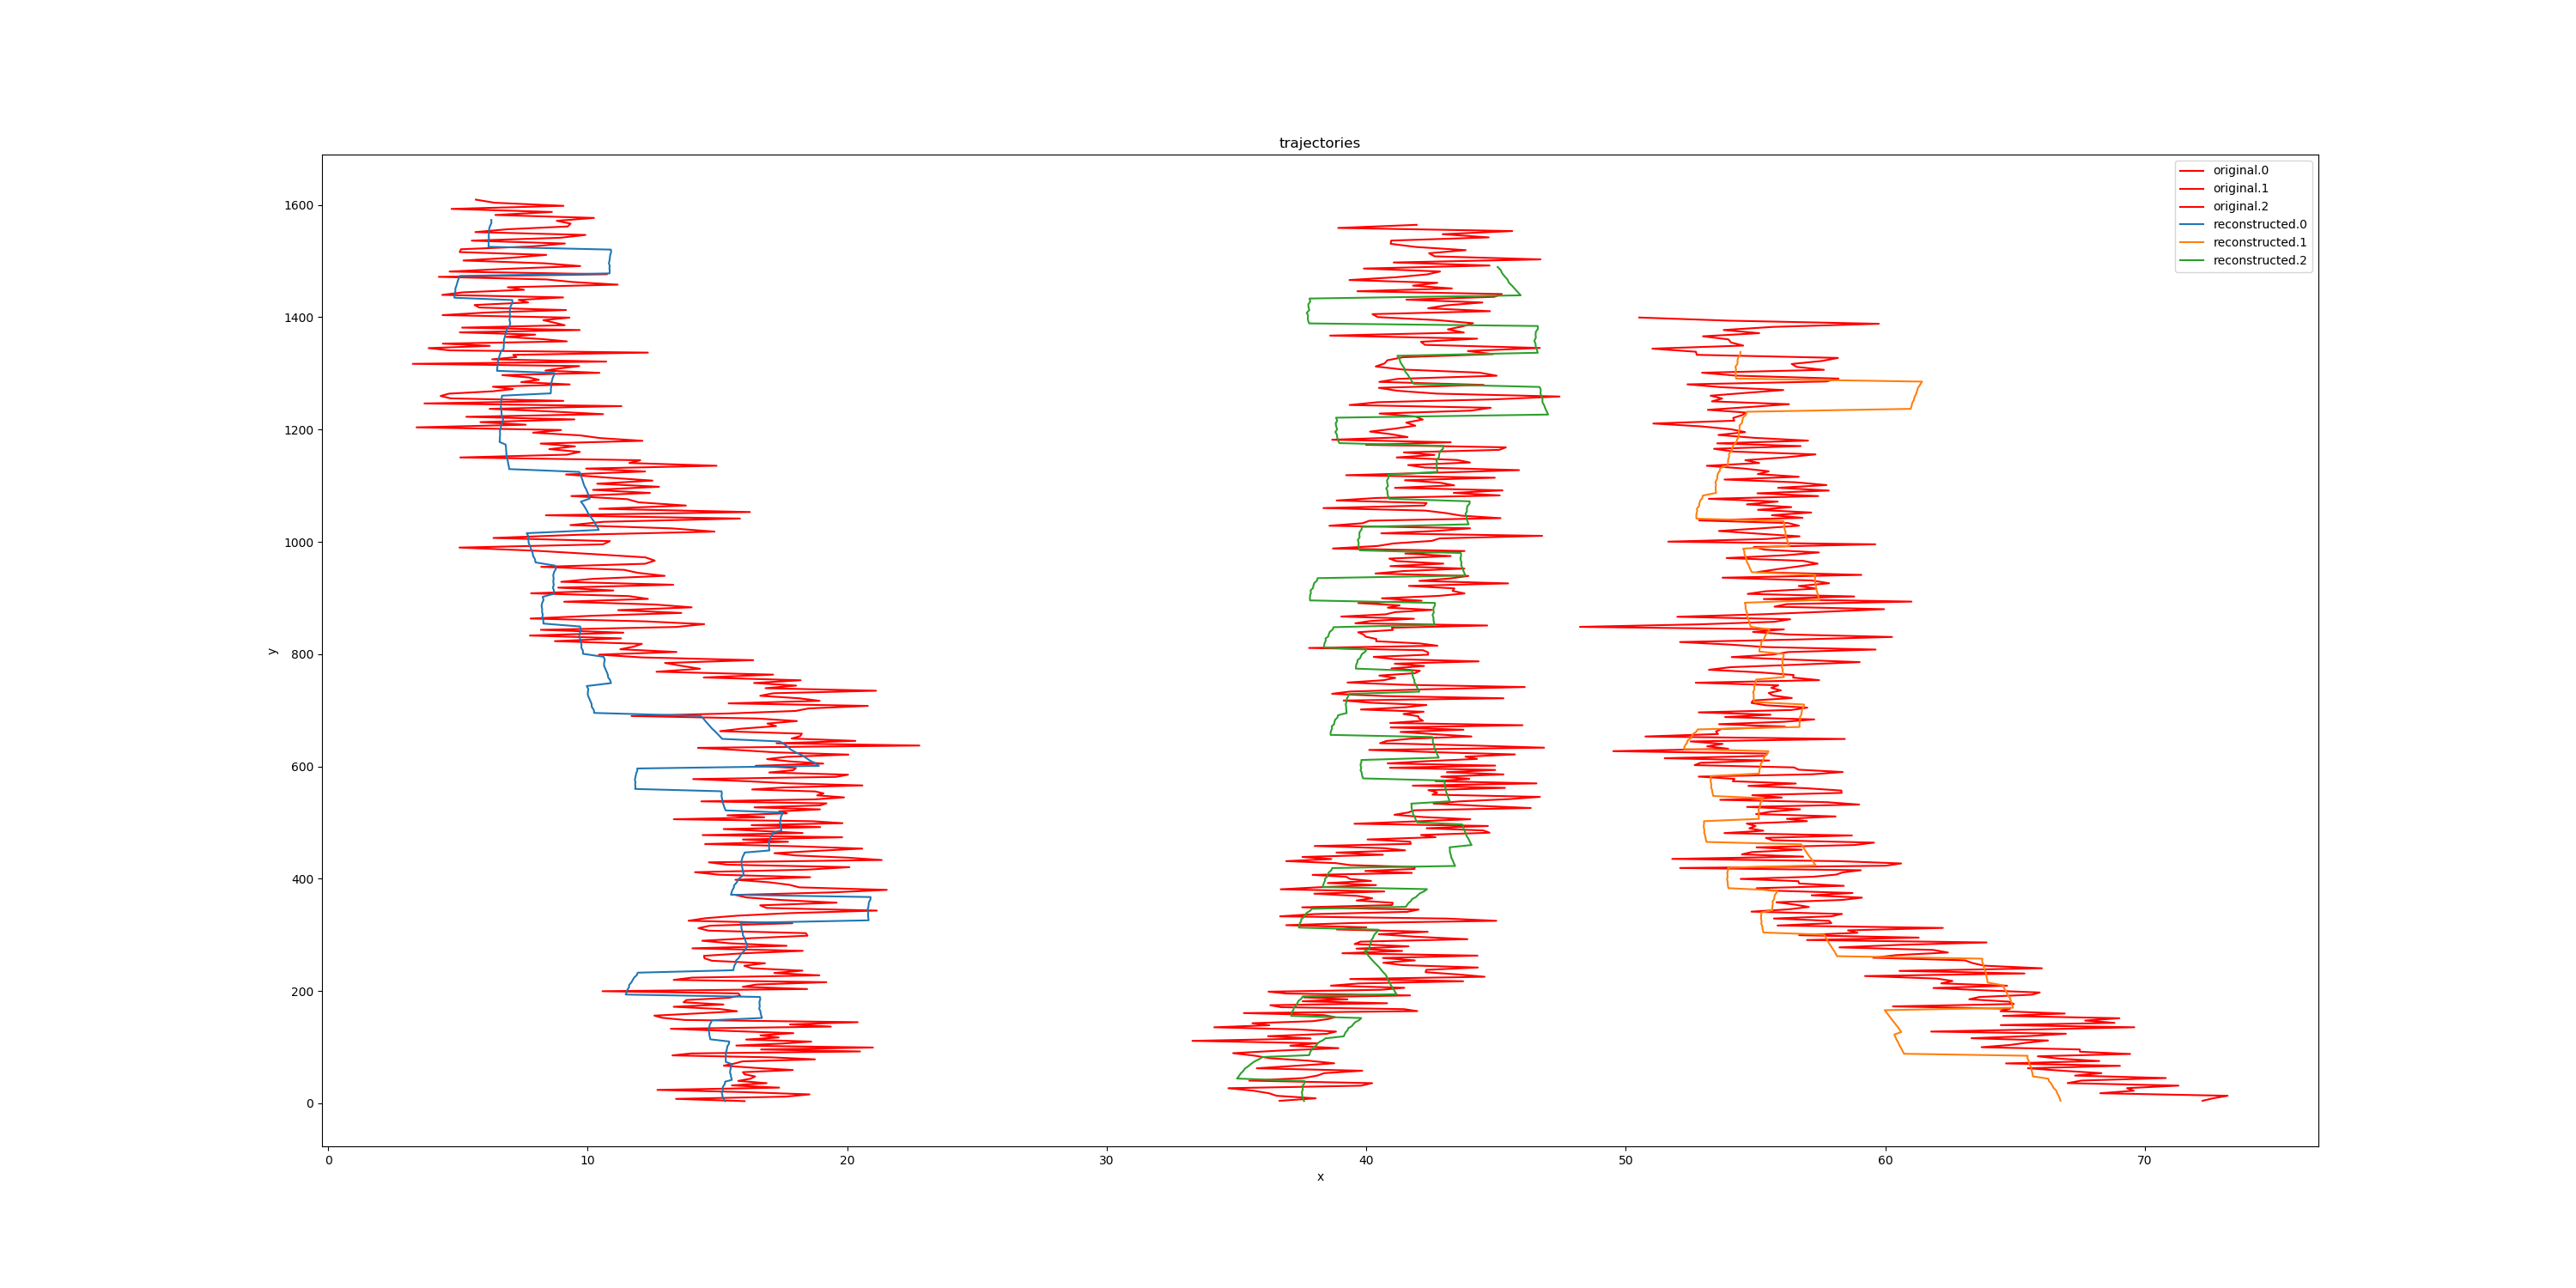 trajectories
original.0
original.1
original.2
reconstructed.0
reconstructed.1
reconstructed.2
1600
1400
1200
1000
800
600
400
200
0
y
0 10 20 30 40 50 60 70
x